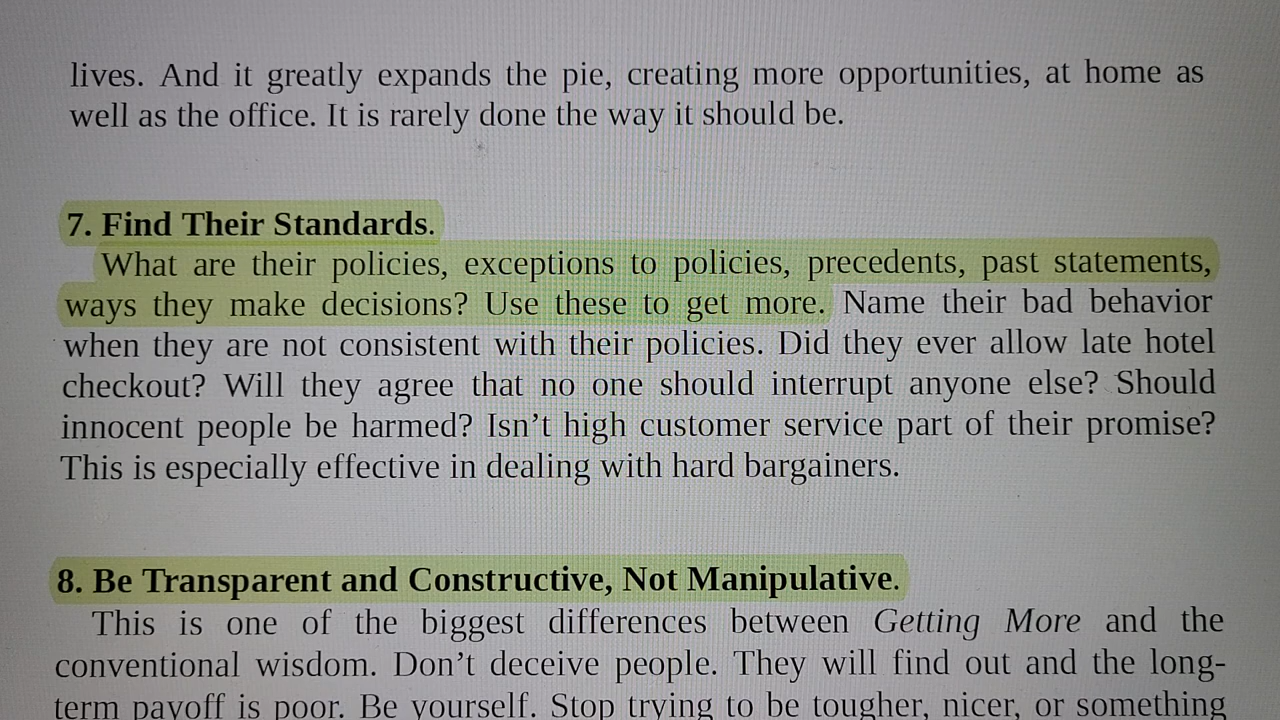 lives. And it greatly expands the pie, creating more opportunities, at home as
well as the office. It is rarely done the way it should be.
7. Find Their Standards.
What are their policies, exceptions to policies, precedents, past statements,
ways they make decisions? Use these to get more. Name their bad behavior
when they are not consistent with their policies. Did they ever allow late hotel
checkout? Will they agree that no one should interrupt anyone else? Should
innocent people be harmed? Isn’t high customer service part of their promise?
This is especially effective in dealing with hard bargainers.
8. Be Transparent and Constructive, Not Manipulative.
This is one of the biggest differences between Getting More and the
conventional wisdom. Don’t deceive people. They will find out and the long-
term payoff is poor. Be yourself. Stop trying to be tougher, nicer, or something